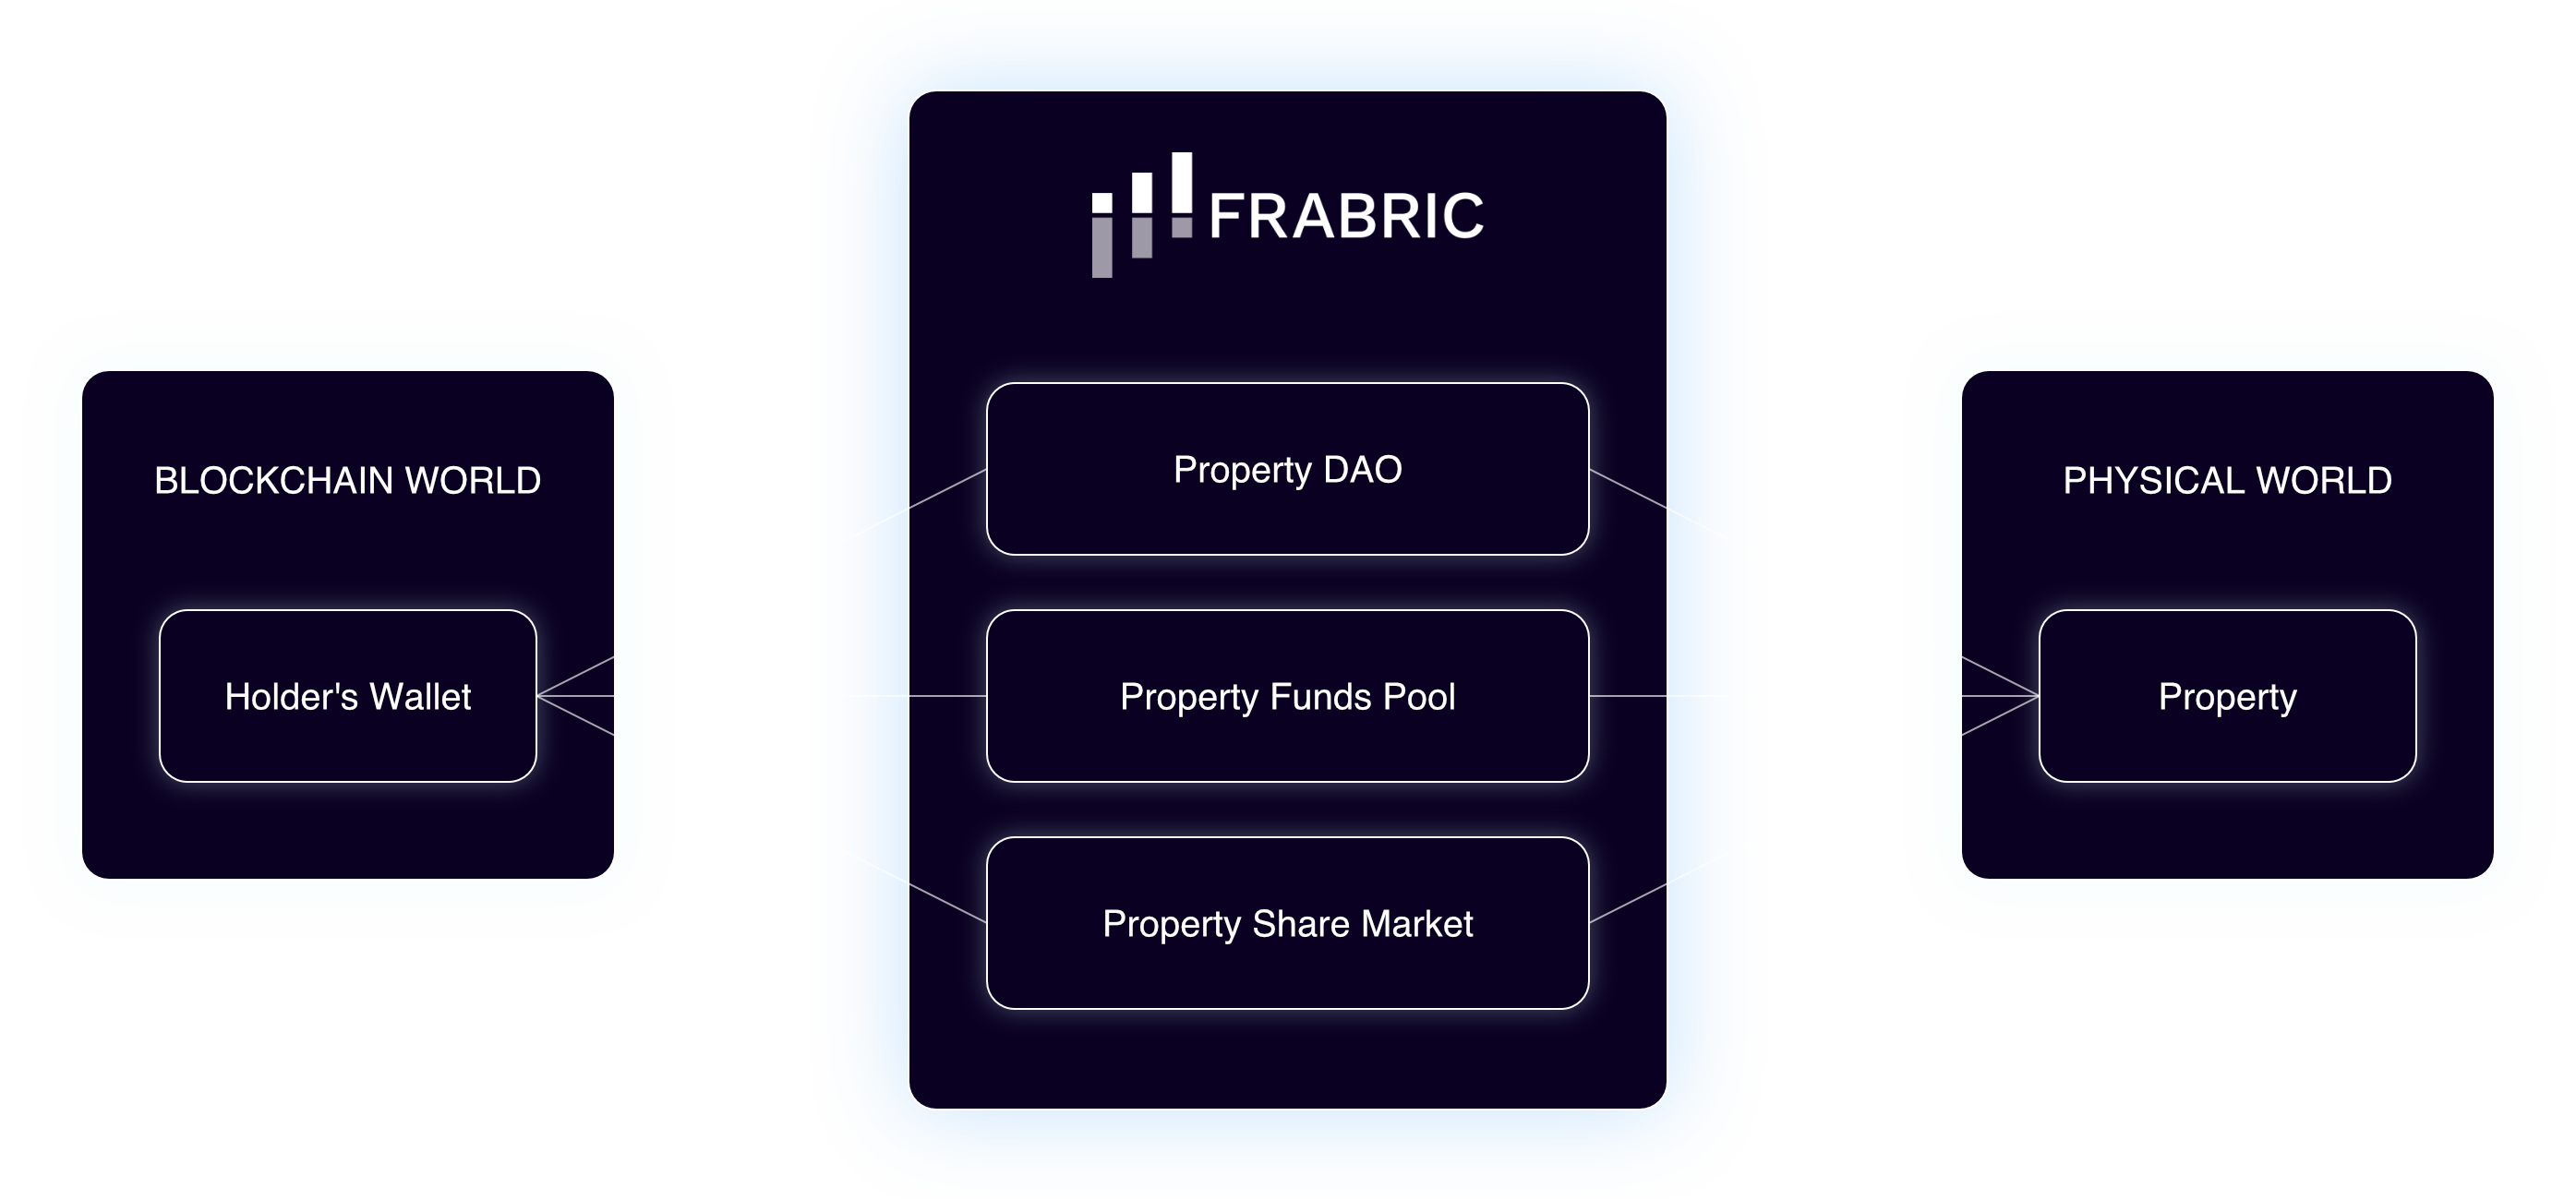 FRABRIC
BLOCKCHAIN WORLD
Holder's Wallet
Property DAO
Property Funds Pool
Property Share Market
PHYSICAL WORLD
Property